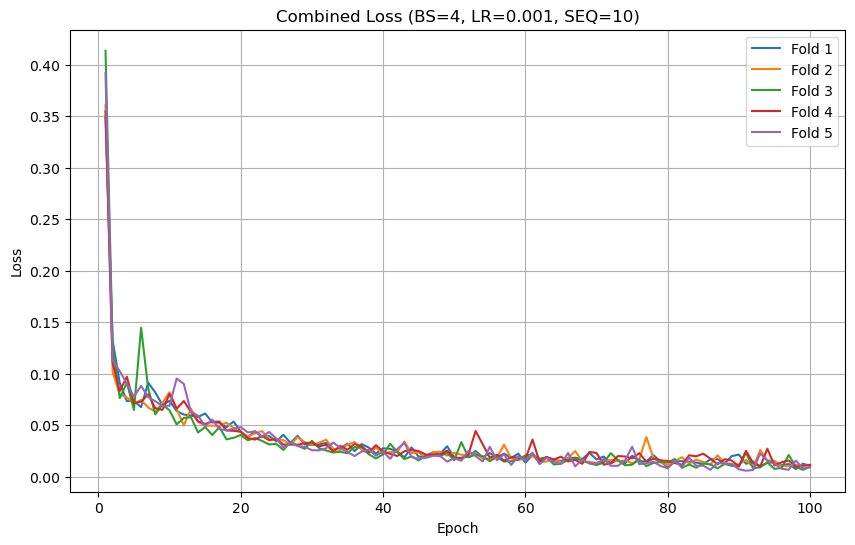 Combined Loss (BS=4, LR=0.001, SEQ=10)
Fold 1
Fold 2
Fold 3
Fold 4
Fold 5
Loss
0.40
0.35
0.30
0.25
0.20
0.15
0.10
0.05
0.00
0
20
40
60
80
100
Epoch